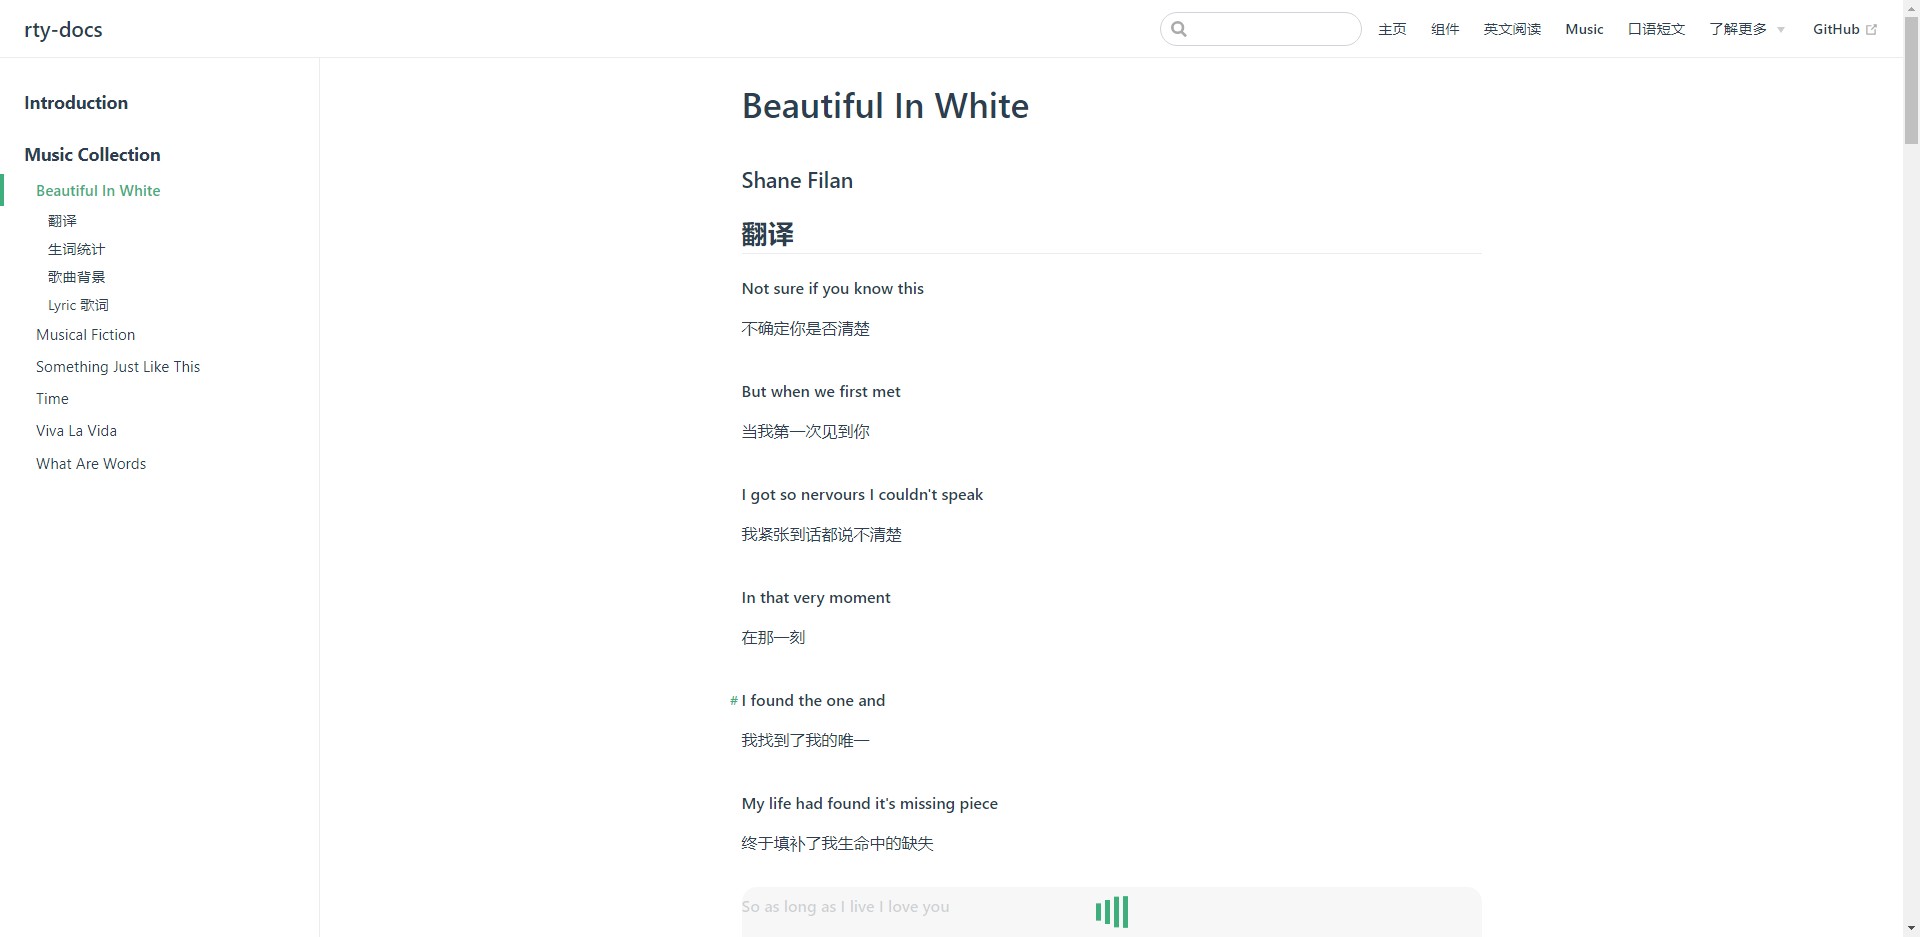 rty-docs
主页 组件 英文阅读 Music 口语短文 了解更多 GitHub
Introduction
Music Collection
Beautiful In White
翻译
生词统计
歌曲背景
Lyric 歌词
Musical Fiction
Something Just Like This
Time
Viva La Vida
What Are Words
Beautiful In White
Shane Filan
翻译
Not sure if you know this
不确定你是否清楚
But when we first met
当我第一次见到你
I got so nervours I couldn't speak
我紧张到话都说不清楚
In that very moment
在那一刻
# I found the one and
我找到了我的唯一
My life had found it's missing piece
终于填补了我生命中的缺失
So as long as I live I love you